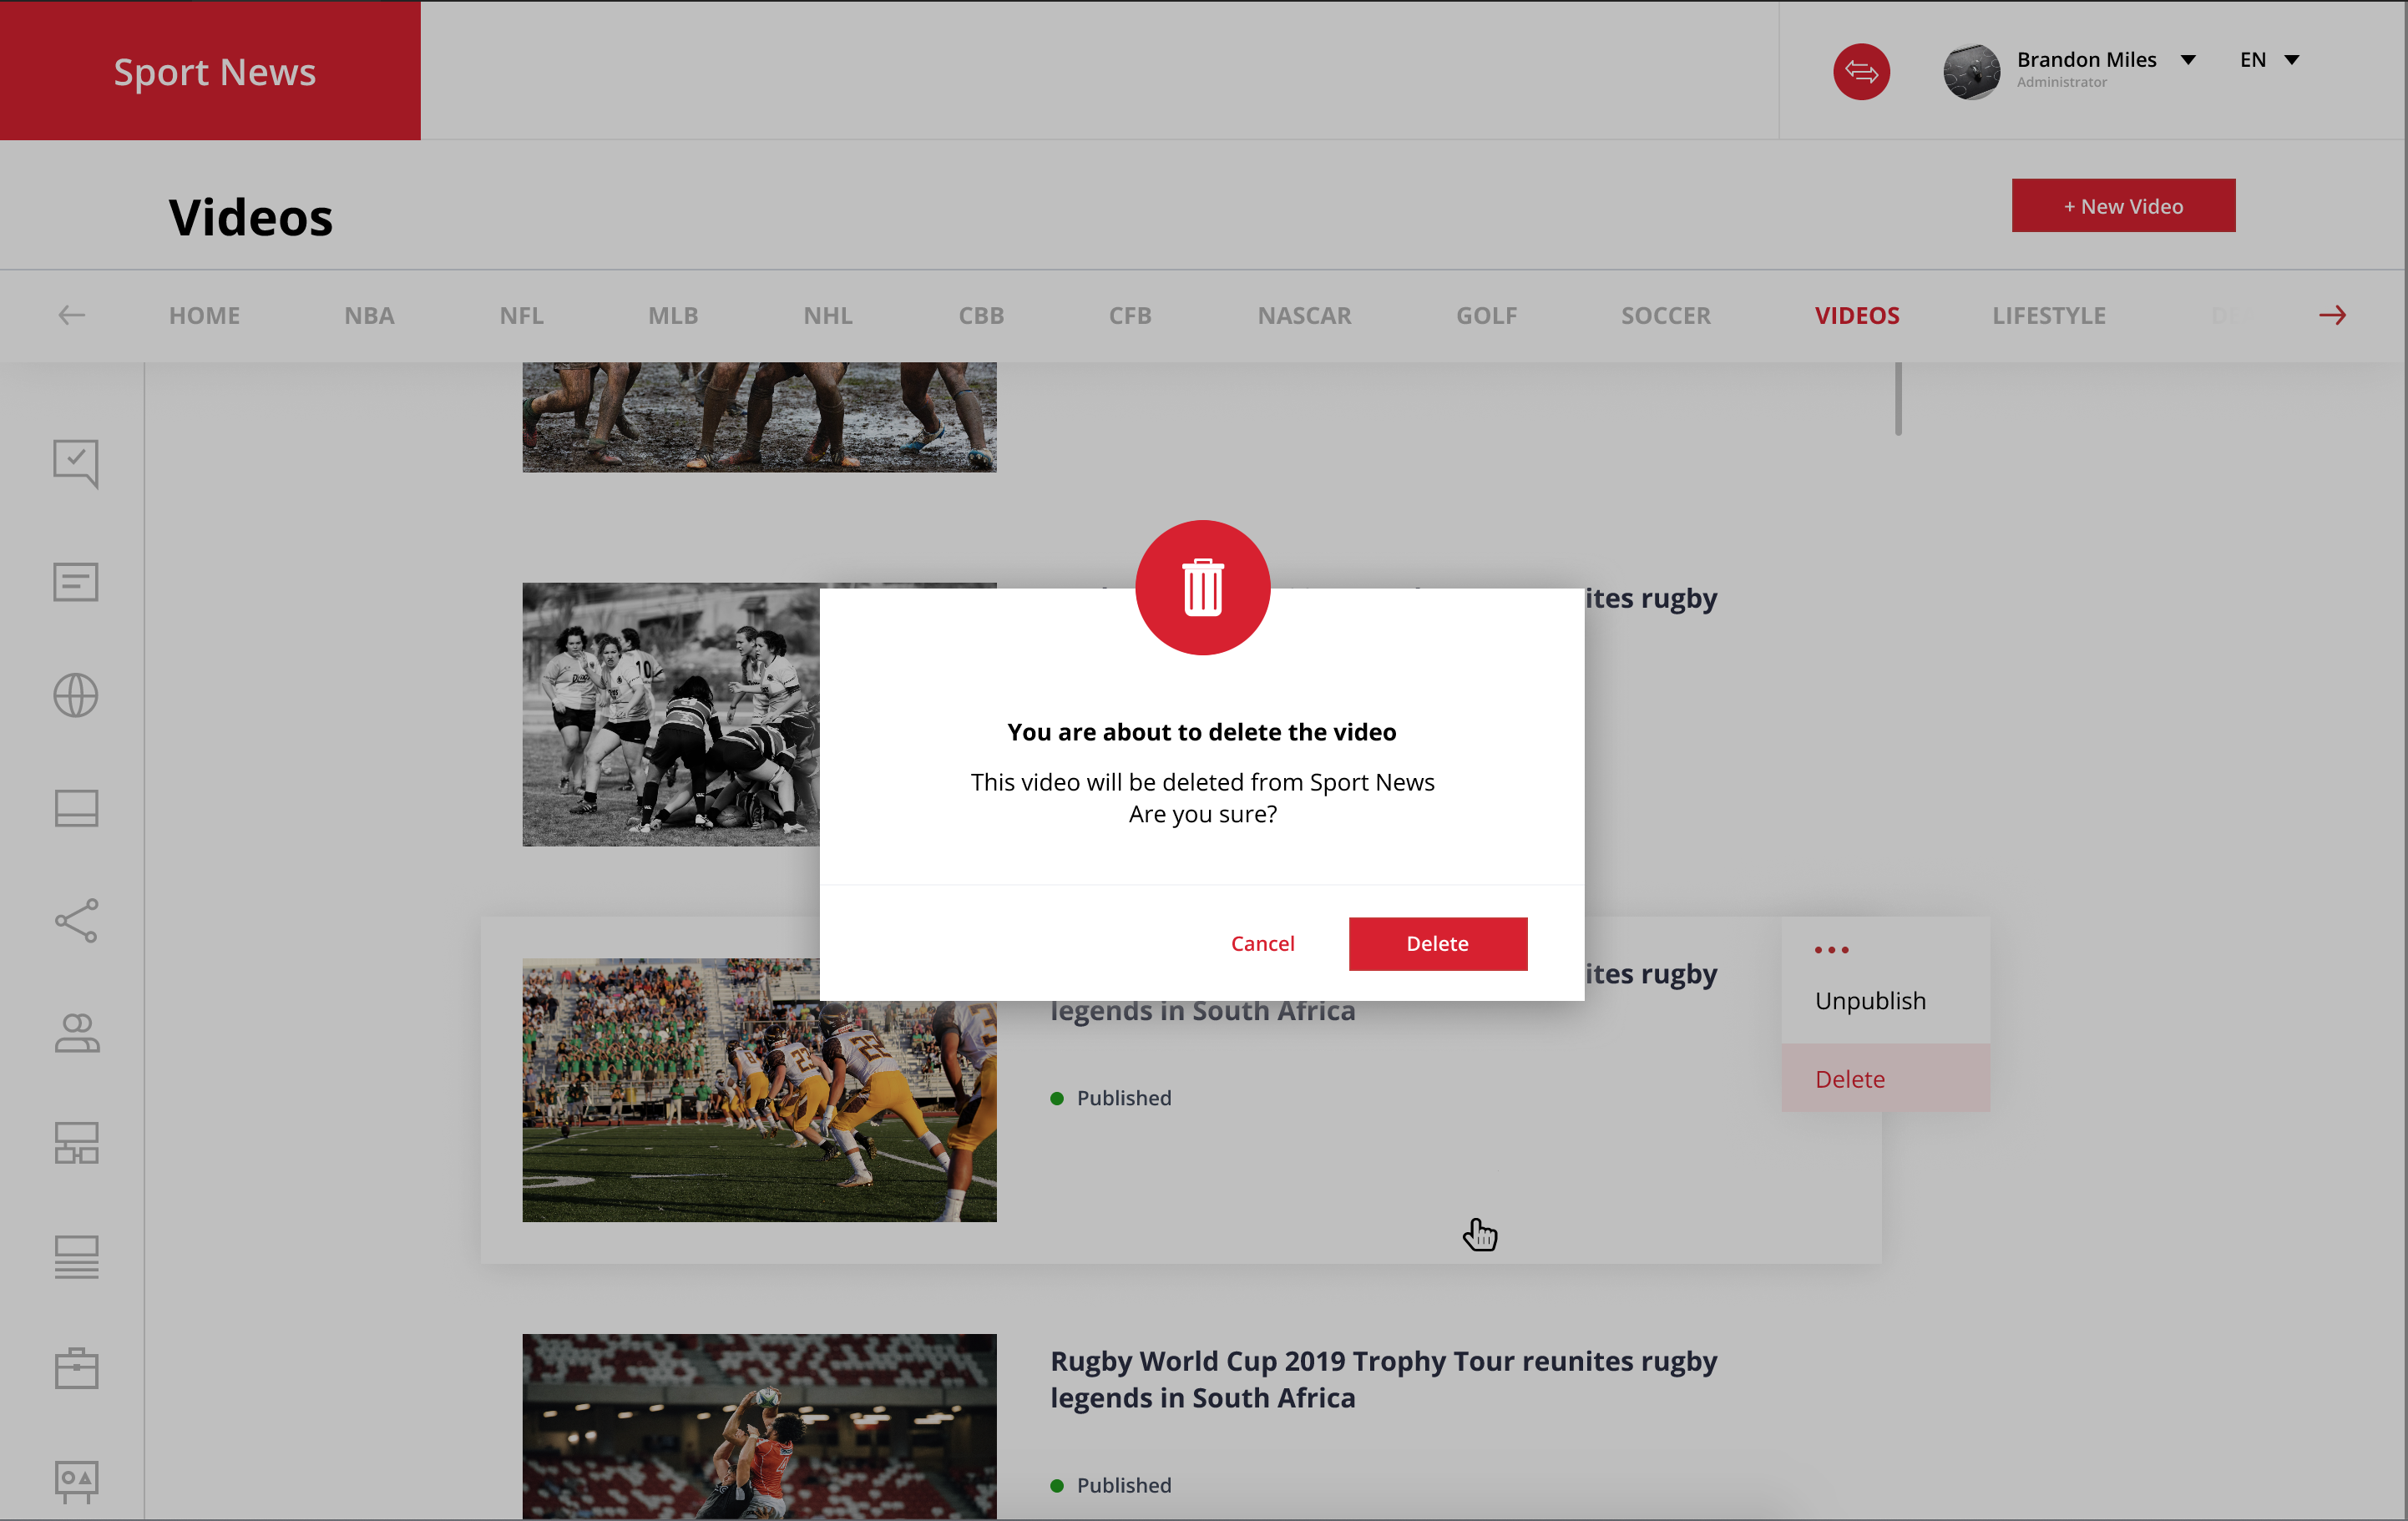 Sport News
Brandon Miles
Administrator
EN
Videos
+ New Video
HOME NBA NFL MLB NHL CBB CFB NASCAR GOLF SOCCER VIDEOS LIFESTYLE
rugby
You are about to delete the video
This video will be deleted from Sport News
Are you sure?
Cancel Delete
rugby
legends in South Africa
Published
Unpublish
Delete
Rugby World Cup 2019 Trophy Tour reunites rugby
legends in South Africa
Published